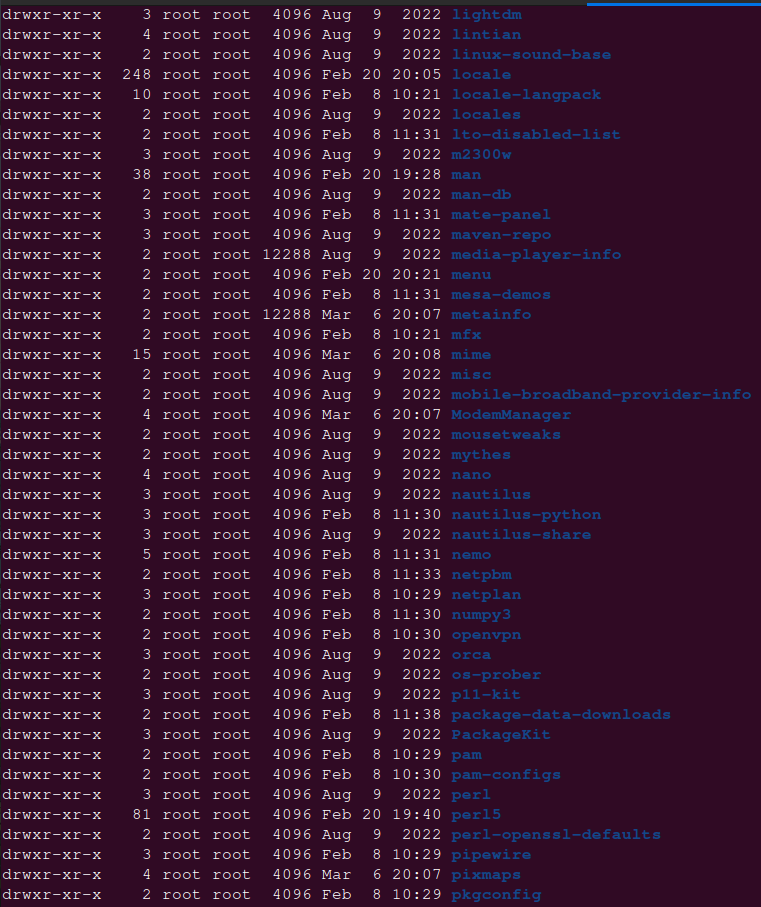 drwxr-xr-x    3 root root  4096 Aug  9  2022 lightdm
drwxr-xr-x    4 root root  4096 Aug  9  2022 lintian
drwxr-xr-x    2 root root  4096 Aug  9  2022 linux-sound-base
drwxr-xr-x  248 root root  4096 Feb 20 20:05 locale
drwxr-xr-x   10 root root  4096 Feb  8 10:21 locale-langpack
drwxr-xr-x    2 root root  4096 Aug  9  2022 locales
drwxr-xr-x    2 root root  4096 Feb  8 11:31 lto-disabled-list
drwxr-xr-x    3 root root  4096 Aug  9  2022 m2300w
drwxr-xr-x   38 root root  4096 Feb 20 19:28 man
drwxr-xr-x    2 root root  4096 Aug  9  2022 man-db
drwxr-xr-x    3 root root  4096 Feb  8 11:31 mate-panel
drwxr-xr-x    3 root root  4096 Aug  9  2022 maven-repo
drwxr-xr-x    2 root root 12288 Aug  9  2022 media-player-info
drwxr-xr-x    2 root root  4096 Feb 20 20:21 menu
drwxr-xr-x    2 root root  4096 Feb  8 11:31 mesa-demos
drwxr-xr-x    2 root root 12288 Mar  6 20:07 metainfo
drwxr-xr-x    2 root root  4096 Feb  8 10:21 mfx
drwxr-xr-x   15 root root  4096 Mar  6 20:08 mime
drwxr-xr-x    2 root root  4096 Aug  9  2022 misc
drwxr-xr-x    2 root root  4096 Aug  9  2022 mobile-broadband-provider-info
drwxr-xr-x    4 root root  4096 Mar  6 20:07 ModemManager
drwxr-xr-x    2 root root  4096 Aug  9  2022 mousetweaks
drwxr-xr-x    2 root root  4096 Aug  9  2022 mythes
drwxr-xr-x    4 root root  4096 Aug  9  2022 nano
drwxr-xr-x    3 root root  4096 Aug  9  2022 nautilus
drwxr-xr-x    3 root root  4096 Feb  8 11:30 nautilus-python
drwxr-xr-x    3 root root  4096 Aug  9  2022 nautilus-share
drwxr-xr-x    5 root root  4096 Feb  8 11:31 nemo
drwxr-xr-x    2 root root  4096 Feb  8 11:33 netpbm
drwxr-xr-x    3 root root  4096 Feb  8 10:29 netplan
drwxr-xr-x    2 root root  4096 Feb  8 11:30 numpy3
drwxr-xr-x    2 root root  4096 Feb  8 10:30 openvpn
drwxr-xr-x    3 root root  4096 Aug  9  2022 orca
drwxr-xr-x    2 root root  4096 Aug  9  2022 os-prober
drwxr-xr-x    3 root root  4096 Aug  9  2022 p11-kit
drwxr-xr-x    2 root root  4096 Feb  8 11:38 package-data-downloads
drwxr-xr-x    3 root root  4096 Aug  9  2022 PackageKit
drwxr-xr-x    2 root root  4096 Feb  8 10:29 pam
drwxr-xr-x    2 root root  4096 Feb  8 10:30 pam-configs
drwxr-xr-x    3 root root  4096 Aug  9  2022 perl
drwxr-xr-x   81 root root  4096 Feb 20 19:40 perl5
drwxr-xr-x    2 root root  4096 Aug  9  2022 perl-openssl-defaults
drwxr-xr-x    3 root root  4096 Feb  8 10:29 pipewire
drwxr-xr-x    4 root root  4096 Mar  6 20:07 pixmaps
drwxr-xr-x    2 root root  4096 Feb  8 10:29 pkgconfig